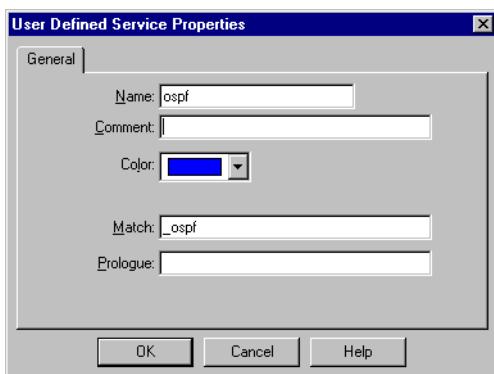 User Defined Service Properties
General
Name: ospf
Comment:
Color:
Match: _ospf
Prologue:
OK Cancel Help